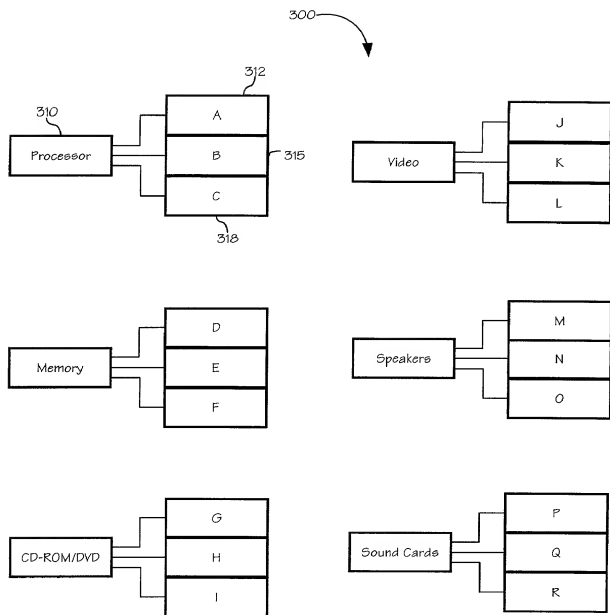 300
312
310
A
Processor
B
315
C
318
J
Video
K
L
D
Memory
E
F
M
Speakers
N
O
G
CD-ROM/DVD
H
I
P
Sound Cards
Q
R